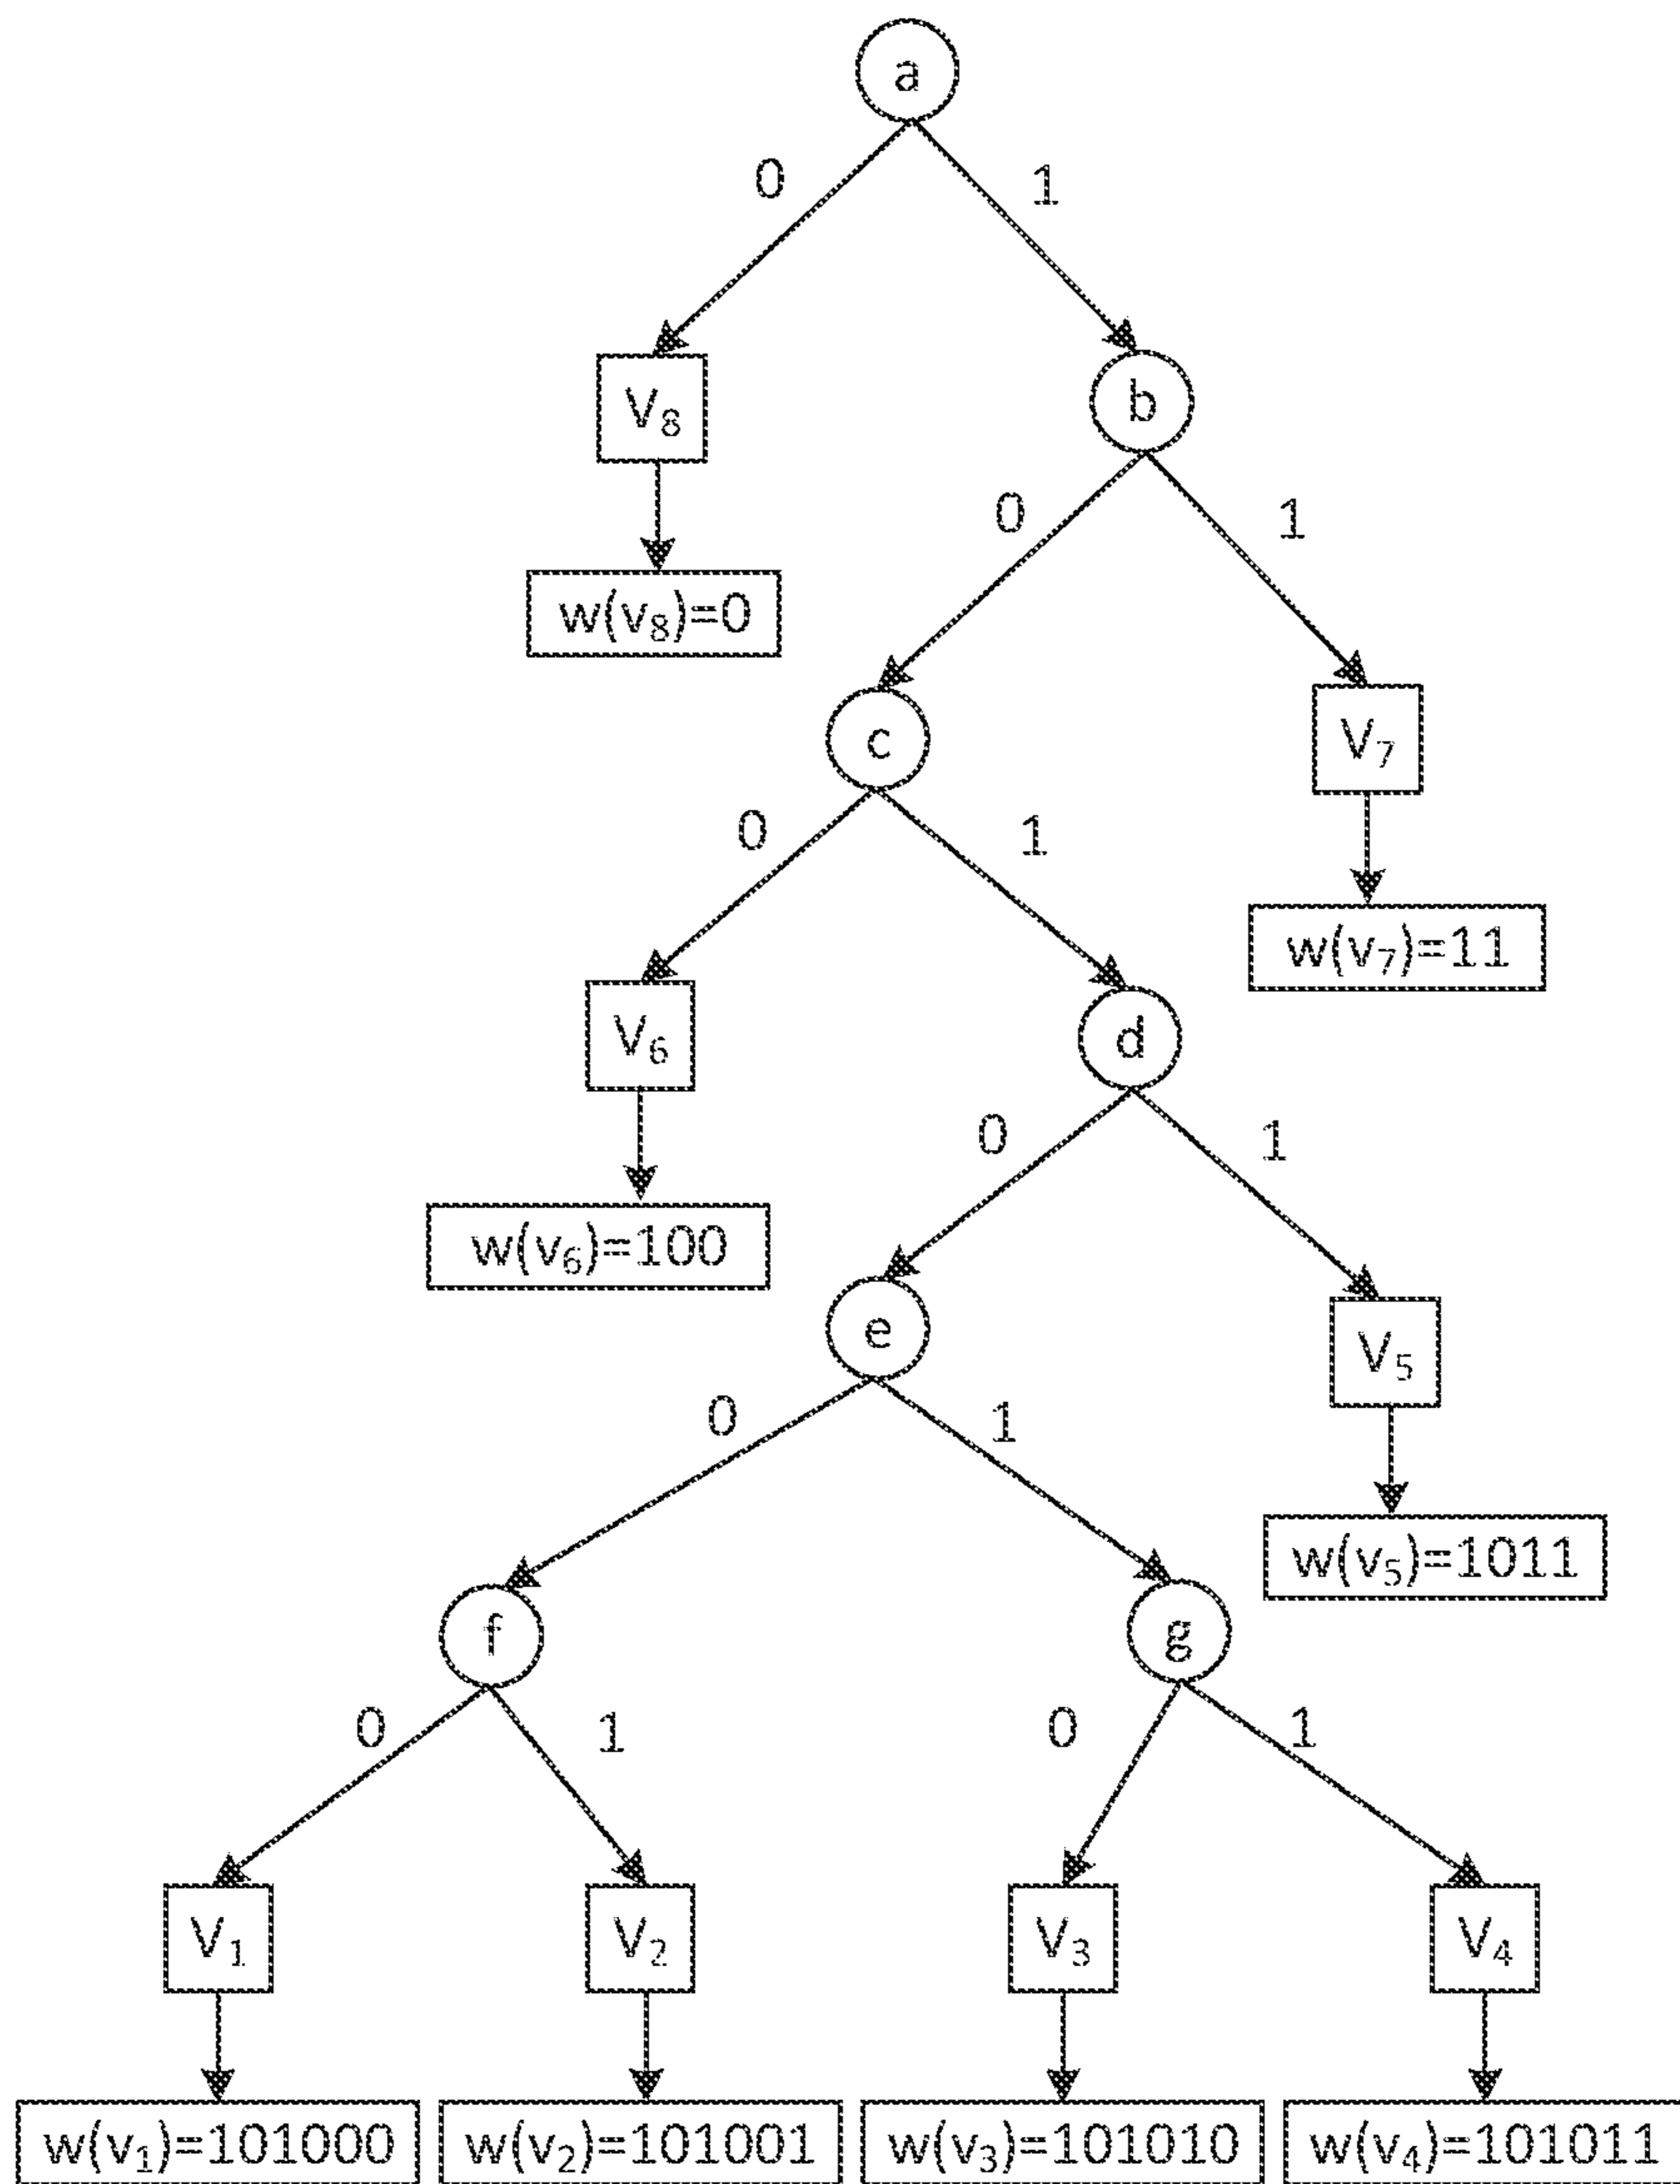 a
0 1
V₈ b
0 1
w(v₈)=0
c V₇
0 1
w(v₇)=11
V₆ d
0 1
w(v₆)=100
e V₅
0 1
w(v₅)=1011
f g
0 1 0 1
V₁ V₂ V₃ V₄
w(v₁)=101000 w(v₂)=101001 w(v₃)=101010 w(v₄)=101011